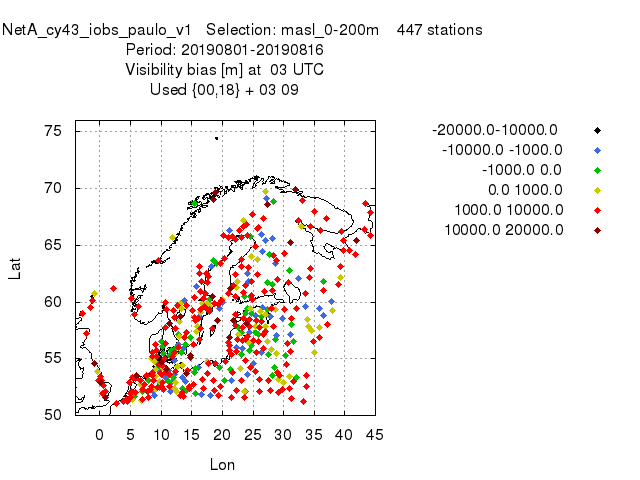 NetA_cy43_iobs_paulo_v1 Selection: masl_0-200m 447 stations
Period: 20190801-20190816
Visibility bias [m] at 03 UTC
Used {00,18} + 03 09
-20000.0-10000.0
-10000.0 -1000.0
-1000.0 0.0
0.0 1000.0
1000.0 10000.0
10000.0 20000.0
75
70
65
60
55
50
Lat
0 5 10 15 20 25 30 35 40 45
Lon